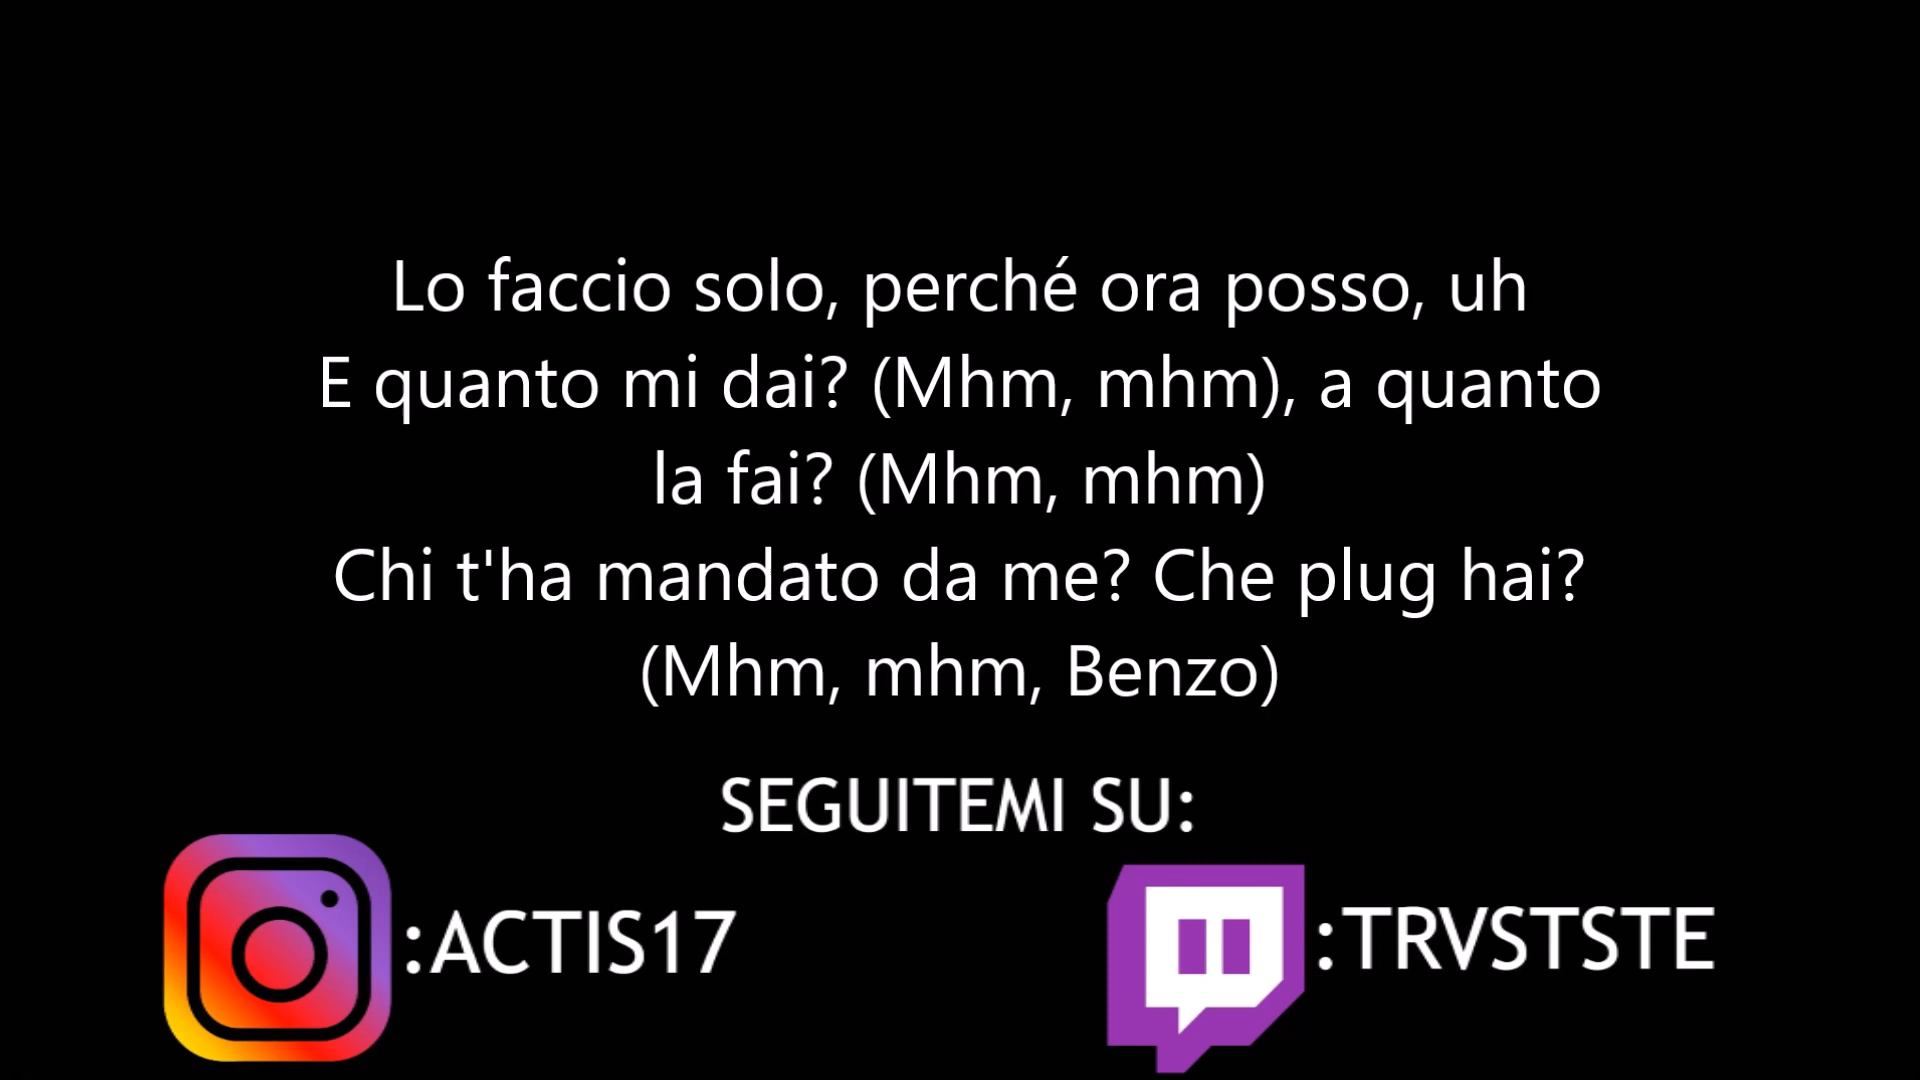 Lo faccio solo, perché ora posso, uh
E quanto mi dai? (Mhm, mhm), a quanto
la fai? (Mhm, mhm)
Chi t'ha mandato da me? Che plug hai?
(Mhm, mhm, Benzo)
SEGUITEMI SU:
:ACTIS17
:TRVSTSTE